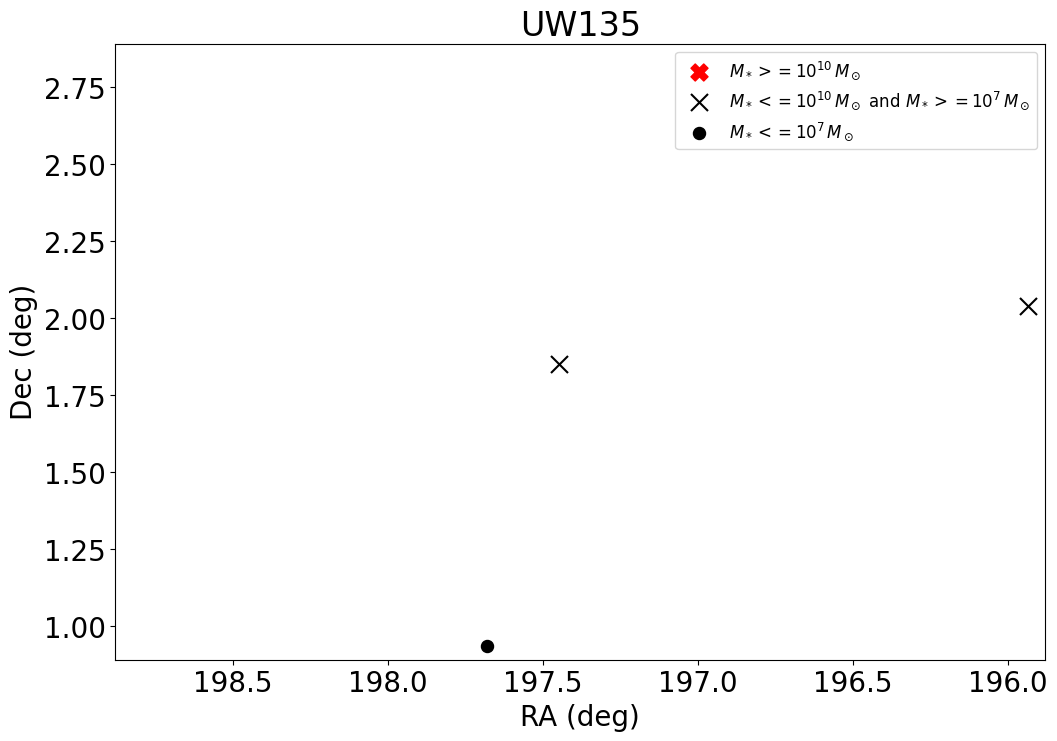 UW135
M* >= 10^10 M⊙
M* <= 10^10 M⊙ and M* >= 10^7 M⊙
M* <= 10^7 M⊙
2.75
2.50
2.25
2.00
1.75
1.50
1.25
1.00
Dec (deg)
198.5 198.0 197.5 197.0 196.5 196.0
RA (deg)